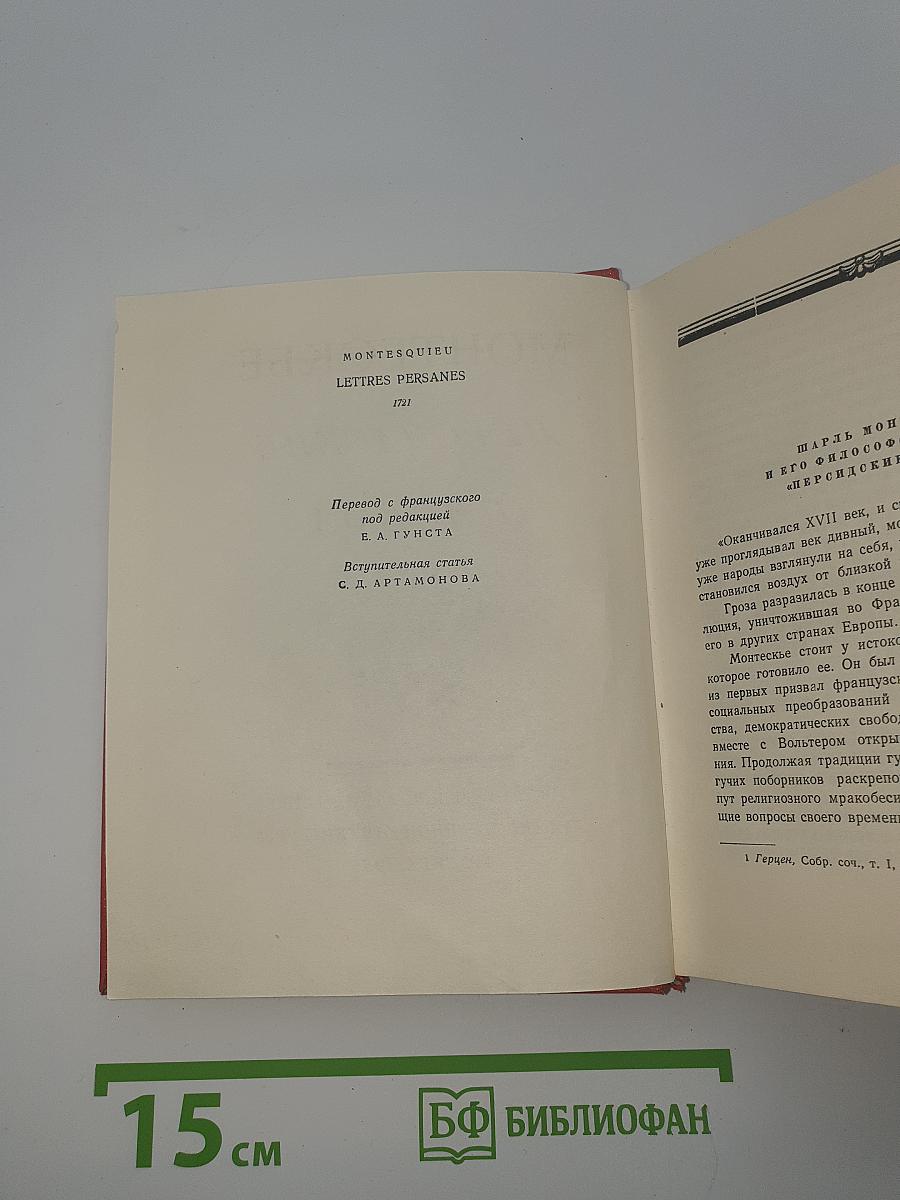 MONTESQUIEU
LETTRES PERSANES
1721
Перевод с французского
под редакцией
Е. А. ГУНСТА
Вступительная статья
С. Д. АРТАМОНОВА
ШАРЛЬ МОН
И ЕГО ФИЛОСОФ
«ПЕРСИДСКИ
«Оканчивался XVII век, и с
уже проглядывал век дивный, мо
уже народы взглянули на себя,
становился воздух от близкой
Гроза разразилась в конце
люция, уничтожившая во Фра
его в других странах Европы.
Монтескье стоит у исток
которое готовило ее. Он был
из первых призвал французс
социальных преобразований
ства, демократических свобод
вместе с Вольтером откры
ния. Продолжая традиции гу
гучих поборников раскрепо
пут религиозного мракобеси
щие вопросы своего времен
1 Герцен, Собр. соч., т. I,
15 см
БФ БИБЛИОФАН